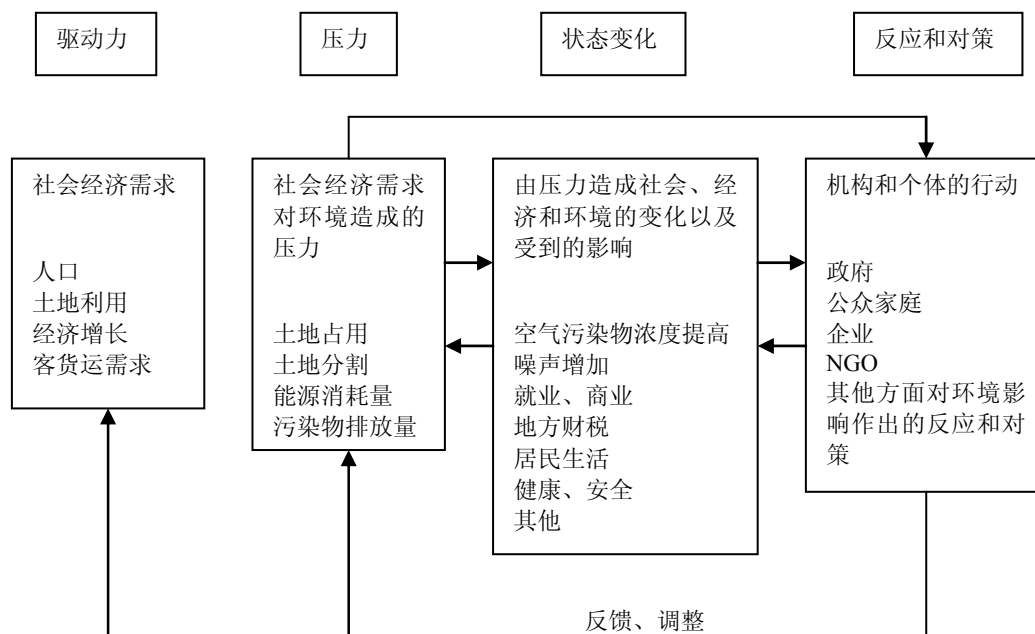 驱动力
压力
状态变化
反应和对策
社会经济需求
人口
土地利用
经济增长
客货运需求
社会经济需求
对环境造成的
压力
土地占用
土地分割
能源消耗量
污染物排放量
由压力造成社会、经
济和环境的变化以及
受到的影响
空气污染物浓度提高
噪声增加
就业、商业
地方财税
居民生活
健康、安全
其他
机构和个体的行动
政府
公众家庭
企业
NGO
其他方面对环境影
响作出的反应和对
策
反馈、调整